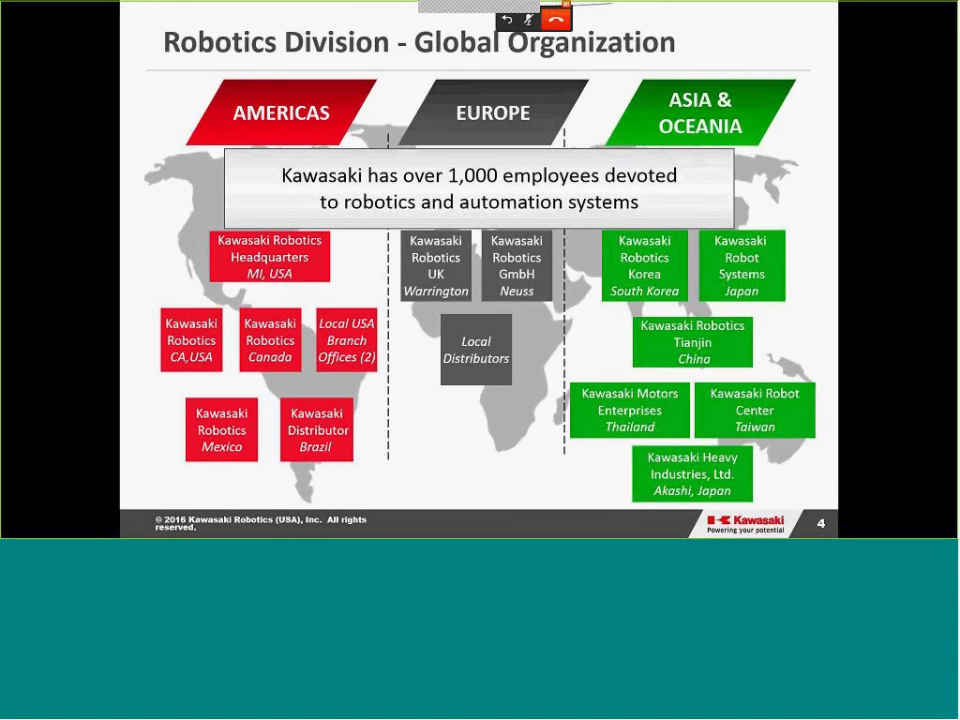 Robotics Division - Global Organization
AMERICAS
EUROPE
ASIA &
OCEANIA
Kawasaki has over 1,000 employees devoted
to robotics and automation systems
Kawasaki Robotics
Headquarters
MI, USA
Kawasaki
Robotics
CA,USA
Kawasaki
Robotics
Canada
Local USA
Branch
Offices (2)
Kawasaki
Robotics
Mexico
Kawasaki
Distributor
Brazil
Kawasaki
Robotics
UK
Warrington
Kawasaki
Robotics
GmbH
Neuss
Local
Distributors
Kawasaki
Robotics
Korea
South Korea
Kawasaki
Robot
Systems
Japan
Kawasaki Robotics
Tianjin
China
Kawasaki Motors
Enterprises
Thailand
Kawasaki Robot
Center
Taiwan
Kawasaki Heavy
Industries, Ltd.
Akashi, Japan
© 2016 Kawasaki Robotics (USA), Inc. All rights
reserved.
Kawasaki
Powering your potential
4